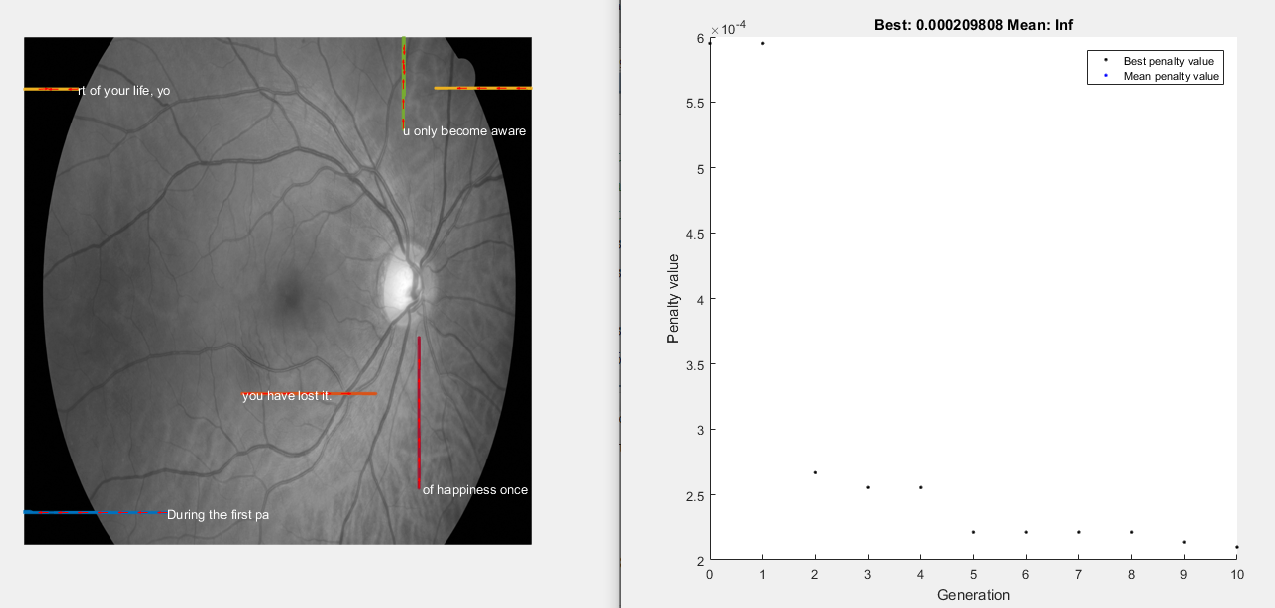 rt of your life, yo
u only become aware
you have lost it.
of happiness once
During the first pa
×10-4
Best: 0.000209808 Mean: Inf
Best penalty value
Mean penalty value
6
5.5
5
4.5
4
3.5
3
2.5
2
Penalty value
0 1 2 3 4 5 6 7 8 9 10
Generation